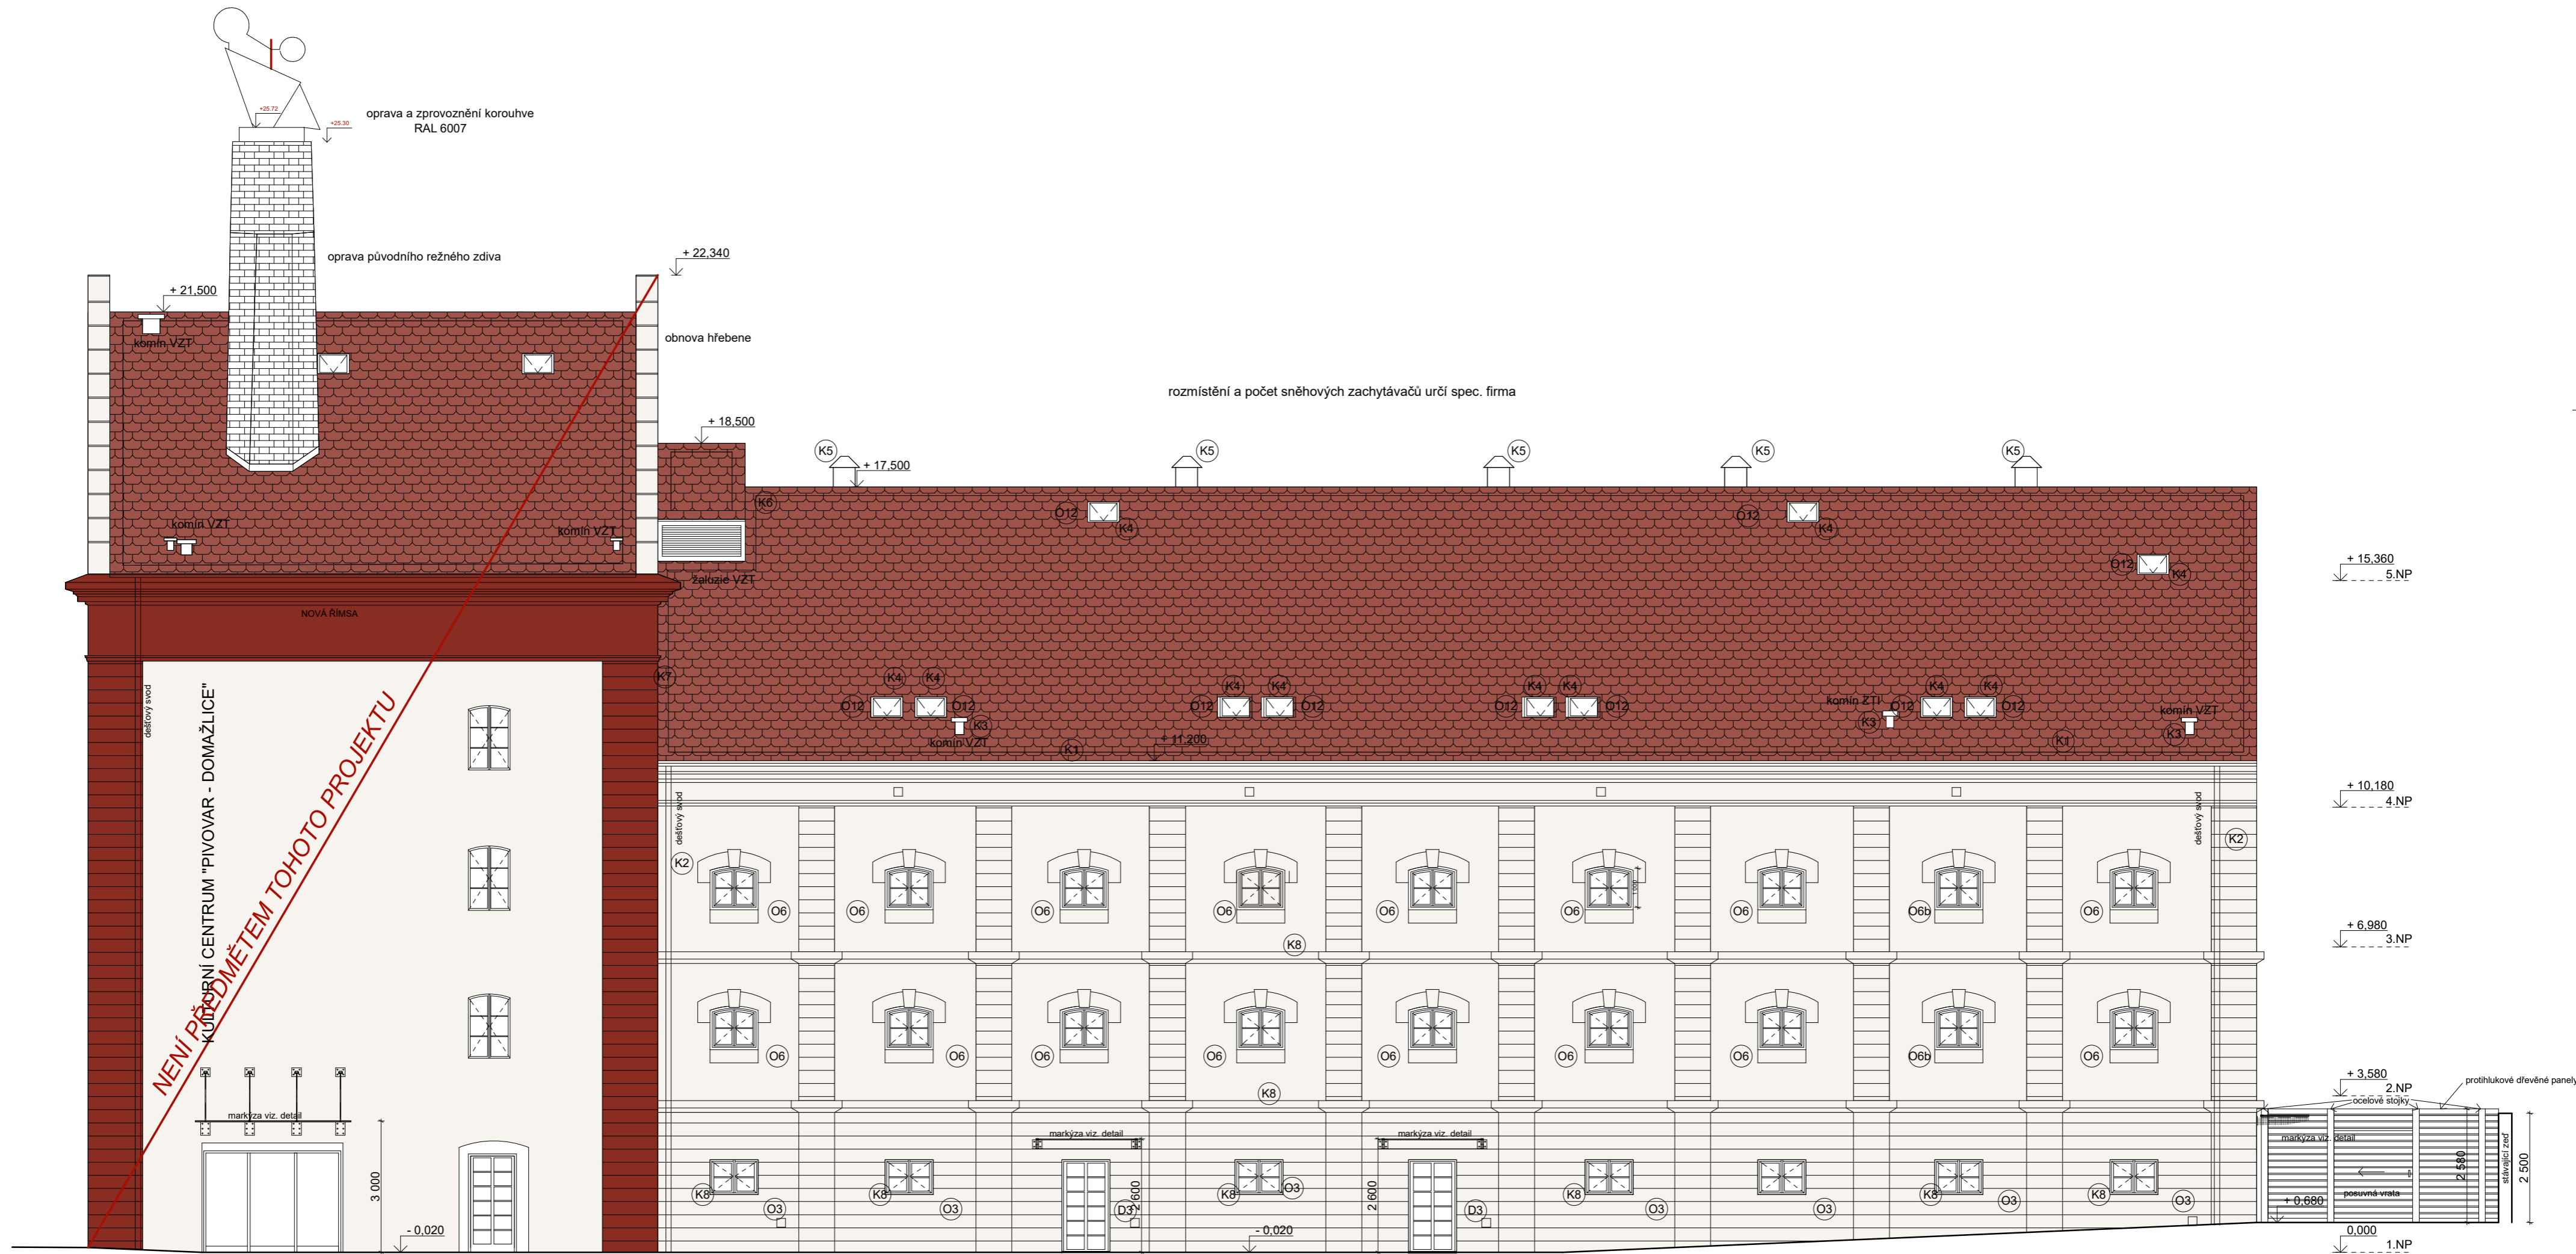 +25.72
+25.30
oprava a zprovoznění korouhve
RAL 6007
oprava původního režného zdiva
+ 22,340
+ 21,500
komín VZT
obnova hřebene
rozmístění a počet sněhových zachytávačů určí spec. firma
+ 18,500
K5
+ 17,500
K5
K5
K5
K5
K6
O12
K4
O12
K4
komín VZT
komín VZT
žaluzie VZT
O12
K4
+ 15,360
5.NP
NOVÁ ŘÍMSA
K7
K4
K4
K4
K4
K4
K4
K4
K4
O12
O12
O12
O12
O12
O12
O12
O12
K3
komín VZT
komín ZTI
K3
komín VZT
K3
+ 11,200
K1
K1
dešťový svod
KULTURNÍ CENTRUM "PIVOVAR - DOMAŽLICE"
NENÍ PŘEDMĚTEM TOHOTO PROJEKTU
+ 10,180
4.NP
dešťový svod
dešťový svod
K2
K2
1 000
O6
O6
O6
O6
O6
O6
O6
O6b
O6
K8
+ 6,980
3.NP
O6
O6
O6
O6
O6
O6
O6
O6b
O6
K8
+ 3,580
2.NP
protihlukové dřevěné panely
ocelové stojky
markýza viz. detail
markýza viz. detail
markýza viz. detail
markýza viz. detail
3 000
2 600
2 600
2 580
2 500
stávající zeď
K8
K8
K8
K8
K8
K8
O3
O3
D3
O3
D3
O3
O3
O3
O3
posuvná vrata
+ 0,680
- 0,020
- 0,020
0,000
1.NP